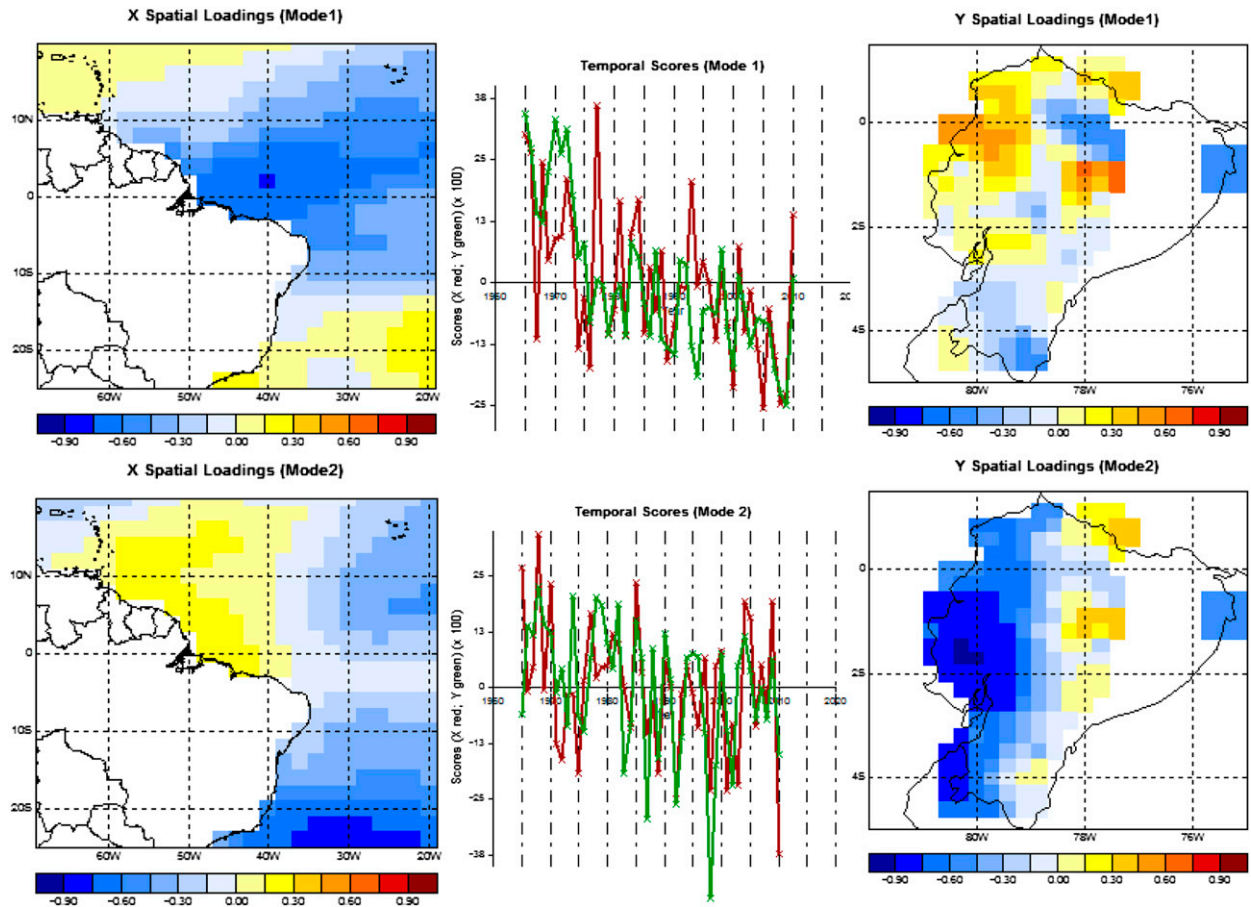 X Spatial Loadings (Mode1)
10N
0
10S
20S
60W 50W 40W 30W 20W
-0.90 -0.60 -0.30 0.00 0.30 0.60 0.90
Temporal Scores (Mode 1)
Scores (X red; Y green) (x 100)
38
25
13
0
-13
-25
1960 1970 2010
Y Spatial Loadings (Mode1)
0
2S
4S
80W 78W 76W
-0.90 -0.60 -0.30 0.00 0.30 0.60 0.90
X Spatial Loadings (Mode2)
10N
0
10S
20S
60W 50W 40W 30W 20W
-0.90 -0.60 -0.30 0.00 0.30 0.60 0.90
Temporal Scores (Mode 2)
Scores (X red; Y green) (x 100)
25
13
0
-13
-25
-38
2010 2020
Y Spatial Loadings (Mode2)
0
2S
4S
80W 78W 76W
-0.90 -0.60 -0.30 0.00 0.30 0.60 0.90